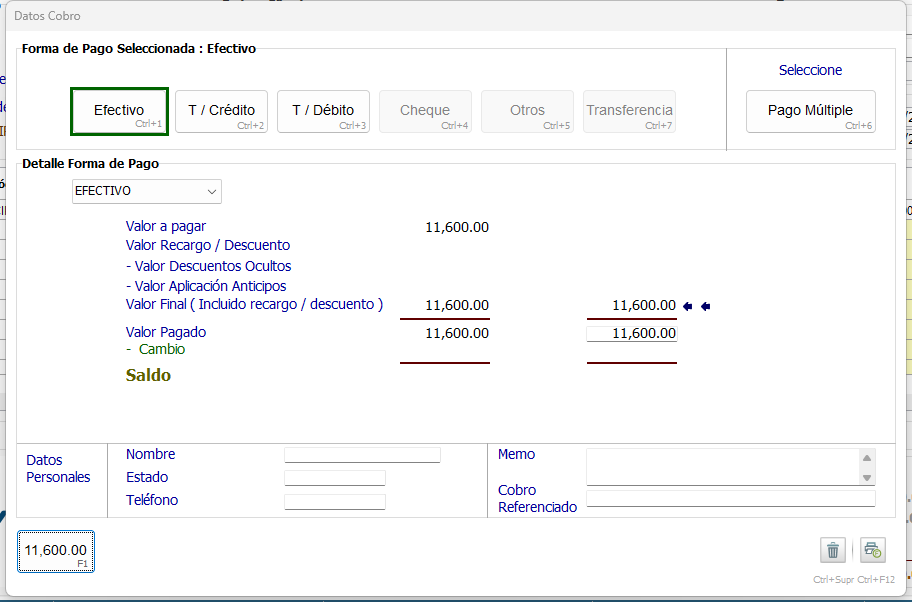 Datos Cobro
Forma de Pago Seleccionada : Efectivo
Seleccione
Efectivo
Ctrl+1
T / Crédito
Ctrl+2
T / Débito
Ctrl+3
Cheque
Ctrl+4
Otros
Ctrl+5
Transferencia
Ctrl+7
Pago Múltiple
Ctrl+6
Detalle Forma de Pago
EFECTIVO
Valor a pagar 11,600.00
Valor Recargo / Descuento
- Valor Descuentos Ocultos
- Valor Aplicación Anticipos
Valor Final ( Incluido recargo / descuento ) 11,600.00 11,600.00
Valor Pagado 11,600.00 11,600.00
- Cambio
Saldo
Datos
Personales
Nombre
Estado
Teléfono
Memo
Cobro
Referenciado
11,600.00
F1
Ctrl+Supr Ctrl+F12